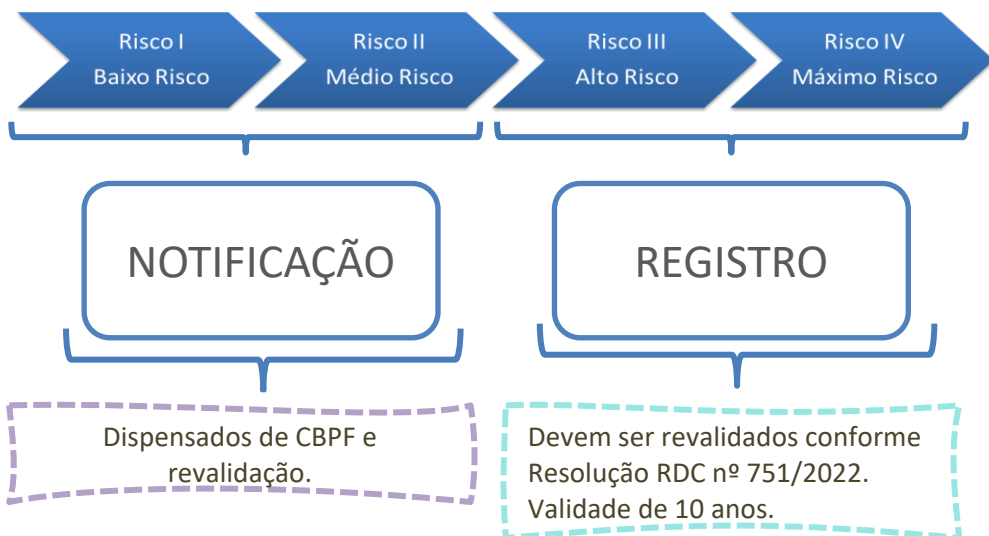 Risco I
Baixo Risco
Risco II
Médio Risco
Risco III
Alto Risco
Risco IV
Máximo Risco
NOTIFICAÇÃO
REGISTRO
Dispensados de CBPF e
revalidação.
Devem ser revalidados conforme
Resolução RDC nº 751/2022.
Validade de 10 anos.